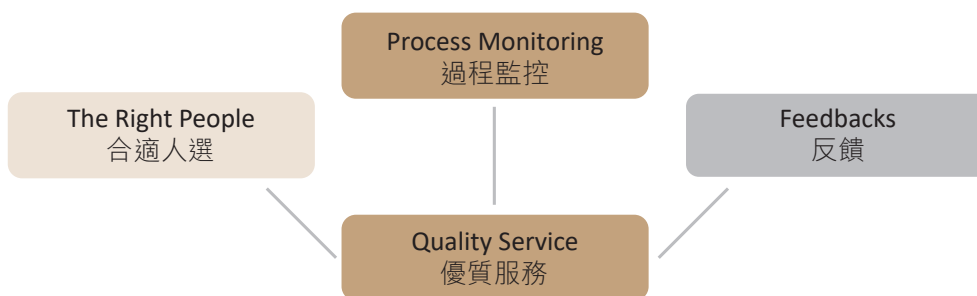 Process Monitoring
過程監控
The Right People
合適人選
Feedbacks
反饋
Quality Service
優質服務